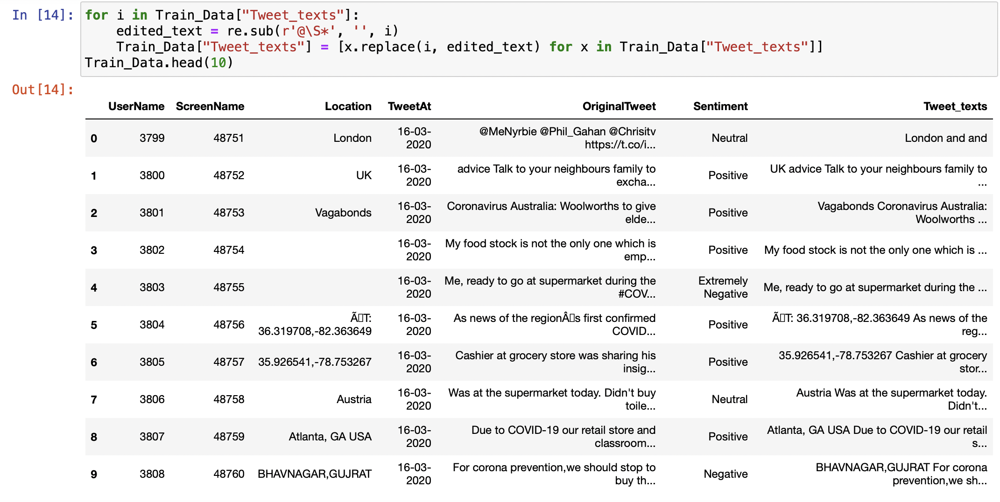 In [14]: for i in Train_Data["Tweet_texts"]:
    edited_text = re.sub(r'@\S*', '', i)
    Train_Data["Tweet_texts"] = [x.replace(i, edited_text) for x in Train_Data["Tweet_texts"]]
Train_Data.head(10)
Out[14]:
UserName ScreenName Location TweetAt OriginalTweet Sentiment Tweet_texts
0 3799 48751 London 16-03-2020 @MeNyrbie @Phil_Gahan @Chrisitv https://t.co/i... Neutral London and and
1 3800 48752 UK 16-03-2020 advice Talk to your neighbours family to excha... Positive UK advice Talk to your neighbours family to ...
2 3801 48753 Vagabonds 16-03-2020 Coronavirus Australia: Woolworths to give elde... Positive Vagabonds Coronavirus Australia: Woolworths ...
3 3802 48754 16-03-2020 My food stock is not the only one which is emp... Positive My food stock is not the only one which is ...
4 3803 48755 16-03-2020 Me, ready to go at supermarket during the #COV... Extremely Negative Me, ready to go at supermarket during the ...
5 3804 48756 Ã▯T: 36.319708,-82.363649 16-03-2020 As news of the regionÂ▯s first confirmed COVID... Positive Ã▯T: 36.319708,-82.363649 As news of the reg...
6 3805 48757 35.926541,-78.753267 16-03-2020 Cashier at grocery store was sharing his insig... Positive 35.926541,-78.753267 Cashier at grocery stor...
7 3806 48758 Austria 16-03-2020 Was at the supermarket today. Didn't buy toile... Neutral Austria Was at the supermarket today. Didn't...
8 3807 48759 Atlanta, GA USA 16-03-2020 Due to COVID-19 our retail store and classroom... Positive Atlanta, GA USA Due to COVID-19 our retail s...
9 3808 48760 BHAVNAGAR,GUJRAT 16-03-2020 For corona prevention,we should stop to buy th... Negative BHAVNAGAR,GUJRAT For corona prevention,we sh...